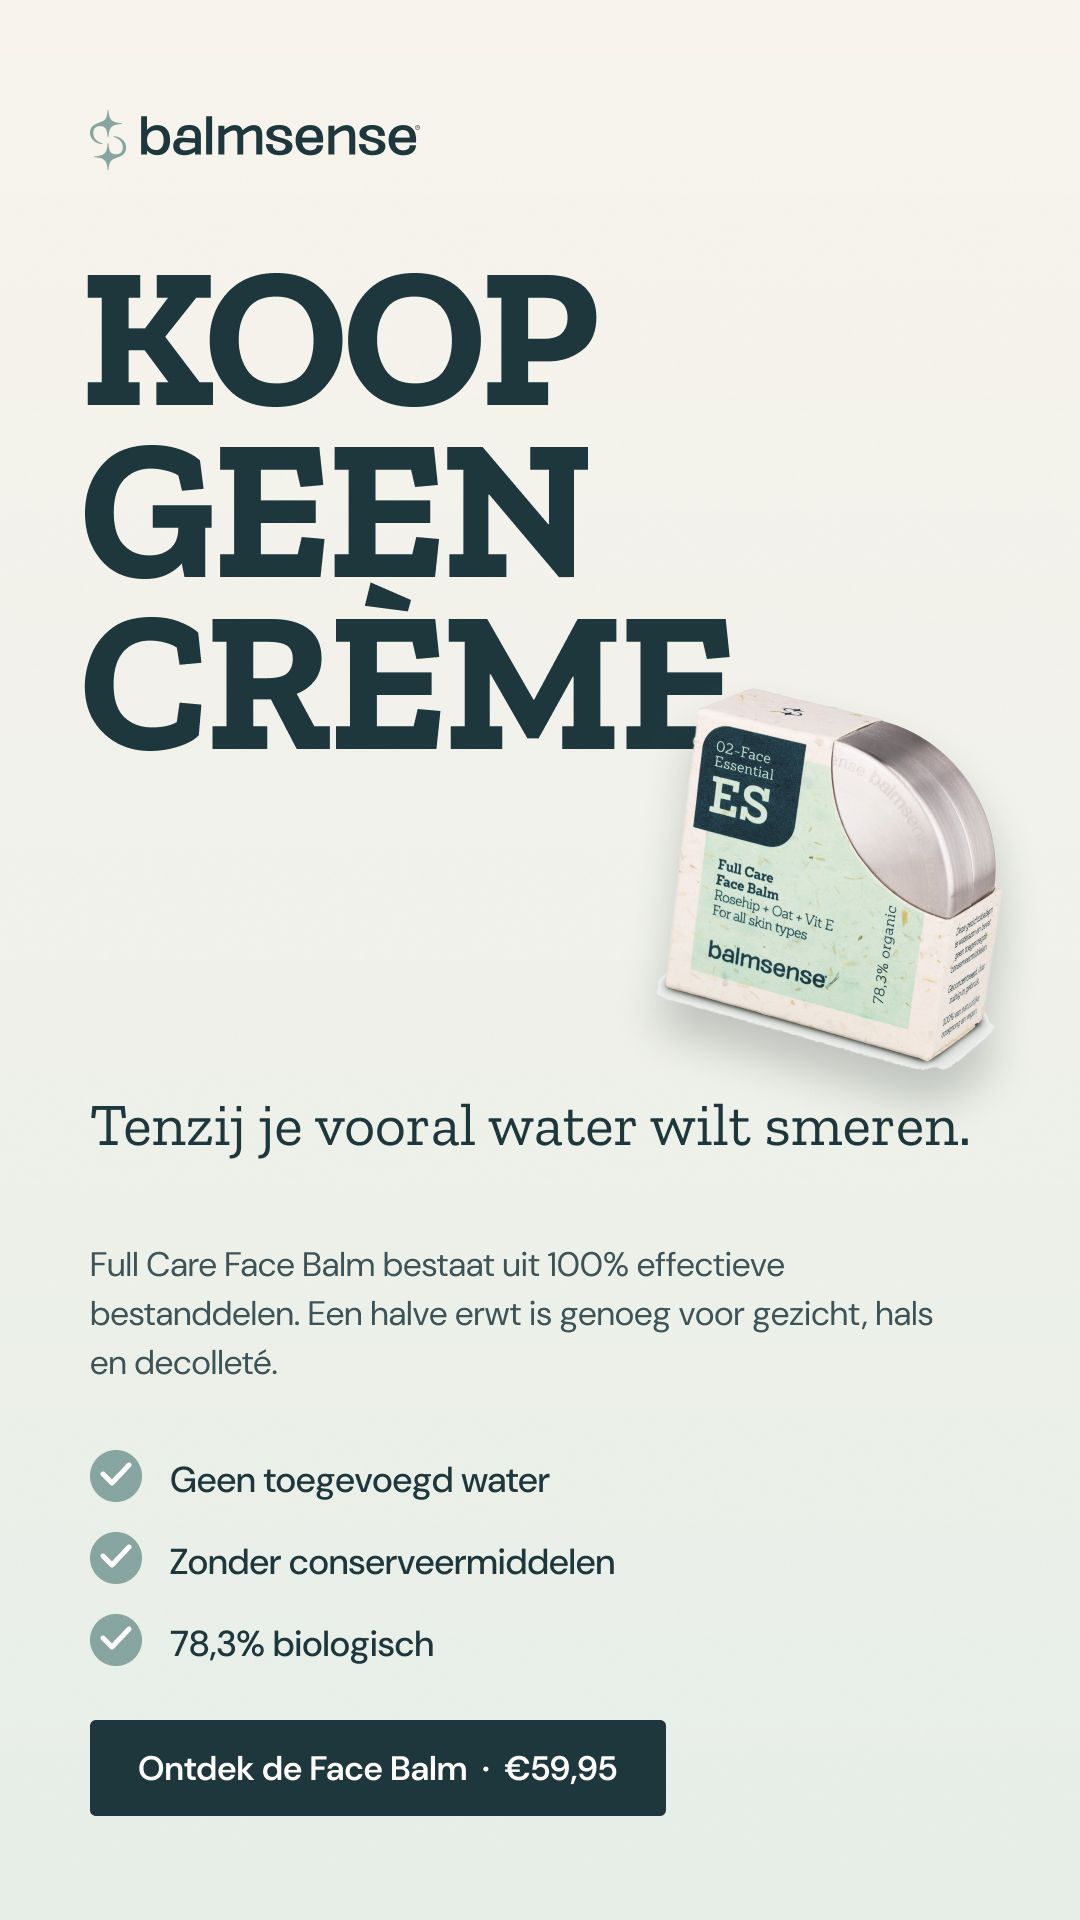 balmsense
KOOP
GEEN
CRÈME
02-Face
Essential
ES
Full Care
Face Balm
Rosehip + Oat + Vit E
For all skin types
balmsense
78,3% organic
Tenzij je vooral water wilt smeren.
Full Care Face Balm bestaat uit 100% effectieve
bestanddelen. Een halve erwt is genoeg voor gezicht, hals
en decolleté.
Geen toegevoegd water
Zonder conserveermiddelen
78,3% biologisch
Ontdek de Face Balm · €59,95